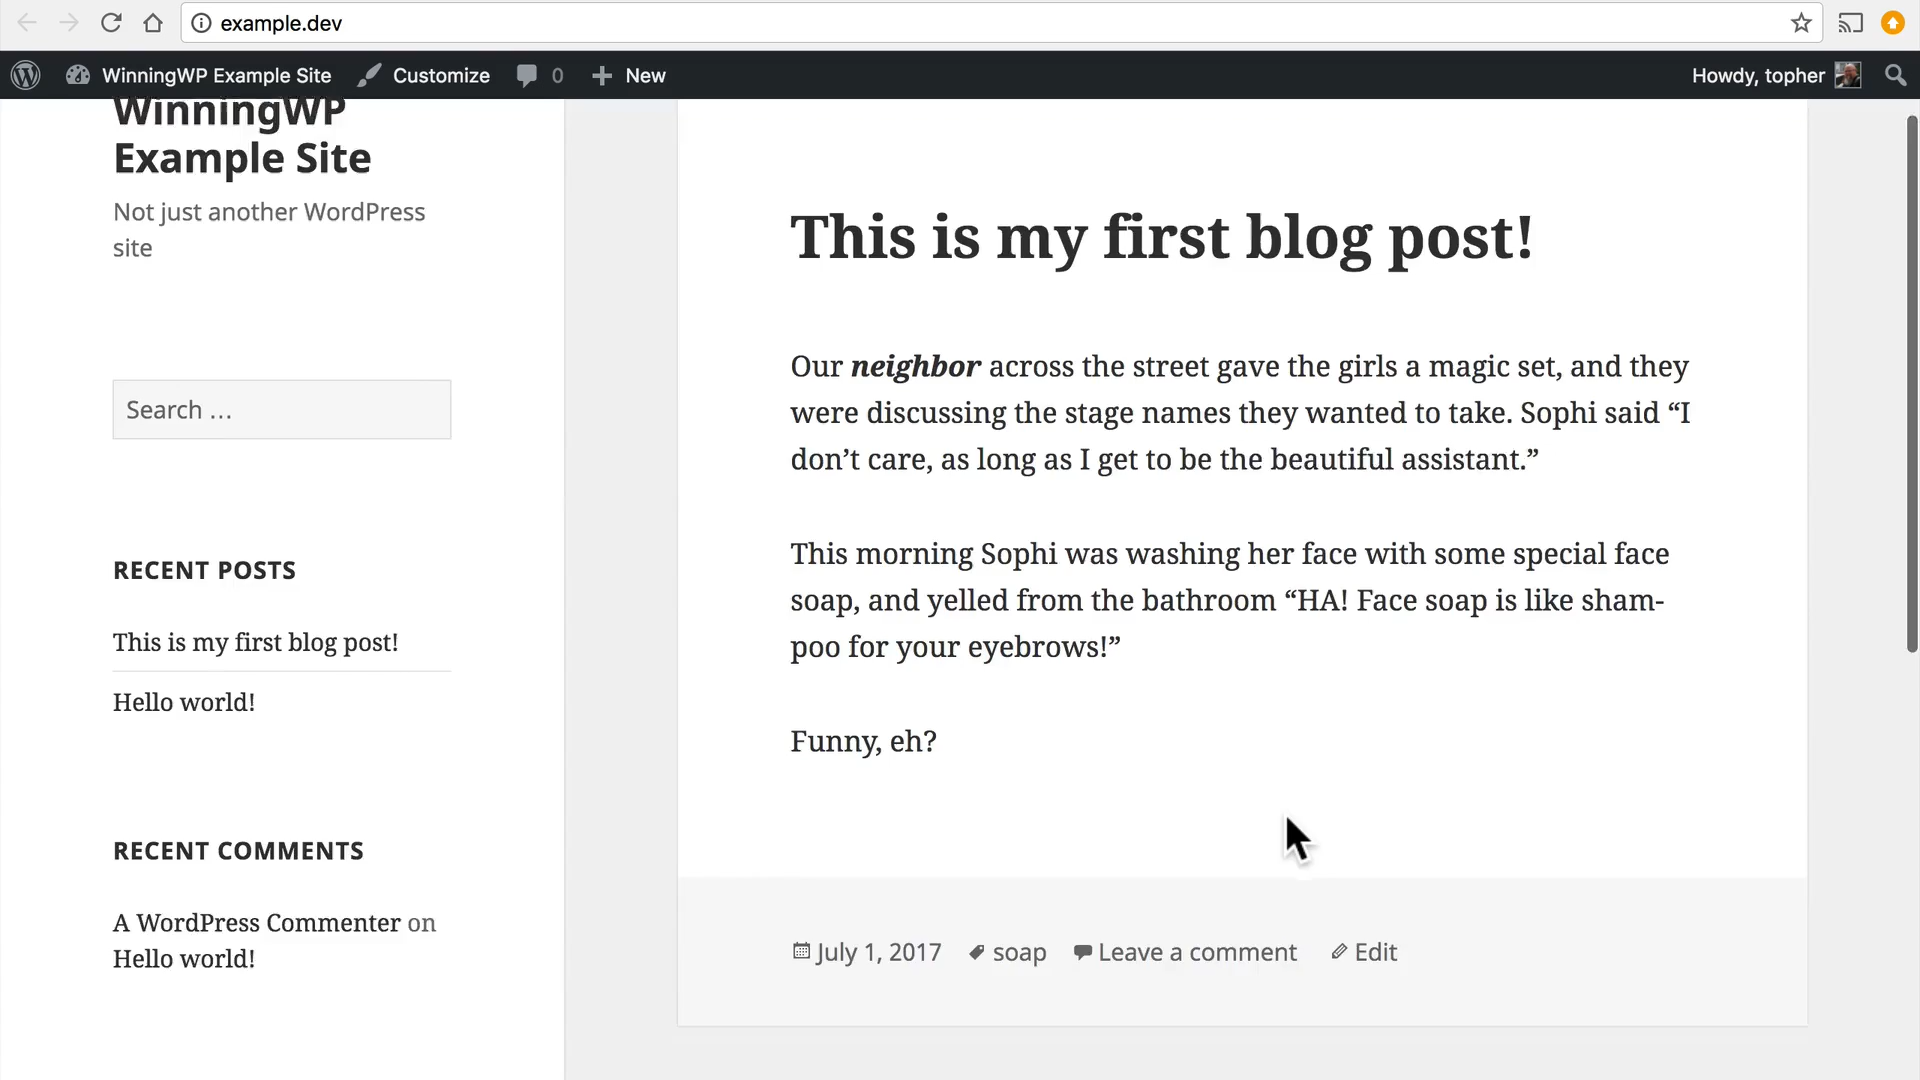 example.dev
WinningWP Example Site
Customize
0
New
Howdy, topher
WinningWP
Example Site
Not just another WordPress
site
Search …
RECENT POSTS
This is my first blog post!
Hello world!
RECENT COMMENTS
A WordPress Commenter on
Hello world!
This is my first blog post!
Our neighbor across the street gave the girls a magic set, and they
were discussing the stage names they wanted to take. Sophi said “I
don’t care, as long as I get to be the beautiful assistant.”
This morning Sophi was washing her face with some special face
soap, and yelled from the bathroom “HA! Face soap is like sham-
poo for your eyebrows!”
Funny, eh?
July 1, 2017
soap
Leave a comment
Edit